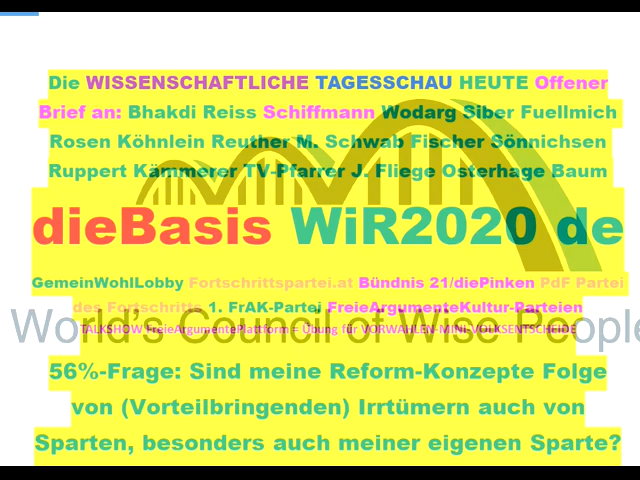 Die WISSENSCHAFTLICHE TAGESSCHAU HEUTE Offener
Brief an: Bhakdi Reiss Schiffmann Wodarg Siber Fuellmich
Rosen Köhnlein Reuther M. Schwab Fischer Sönnichsen
Ruppert Kämmerer TV-Pfarrer J. Fliege Osterhage Baum
dieBasis WiR2020 de
GemeinWohlLobby Fortschrittspartei.at Bündnis 21/diePinken PdF Partei
des Fortschritts 1. FrAK-Partei FreieArgumenteKultur-Parteien
World's Council of Wise People
TALKSHOW FreieArgumentePlattform = Übung für VORWAHLEN-MINI-VOLKSENTSCHEIDE
56%-Frage: Sind meine Reform-Konzepte Folge
von (Vorteilbringenden) Irrtümern auch von
Sparten, besonders auch meiner eigenen Sparte?